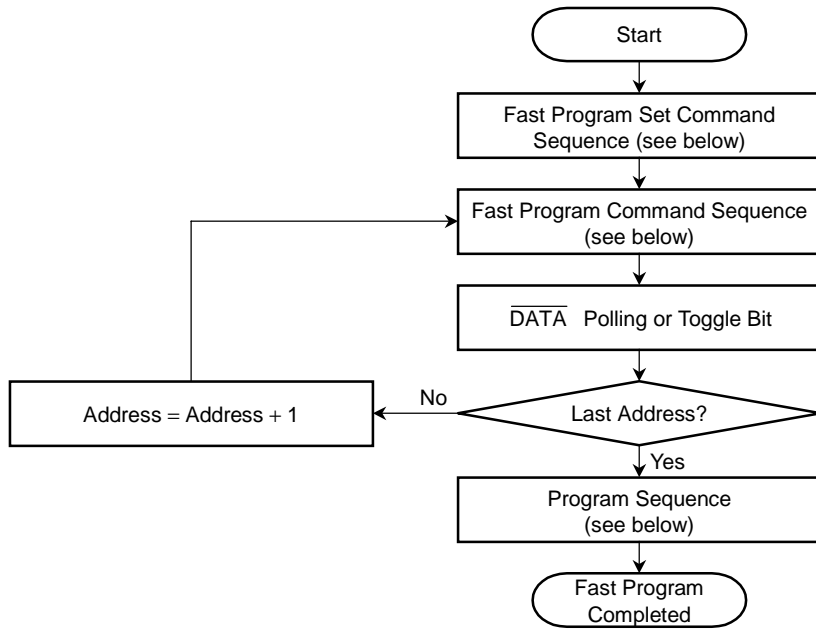 Start
Fast Program Set Command
Sequence (see below)
Fast Program Command Sequence
(see below)
D̅A̅T̅A̅ Polling or Toggle Bit
Last Address?
No
Address = Address + 1
Yes
Program Sequence
(see below)
Fast Program
Completed